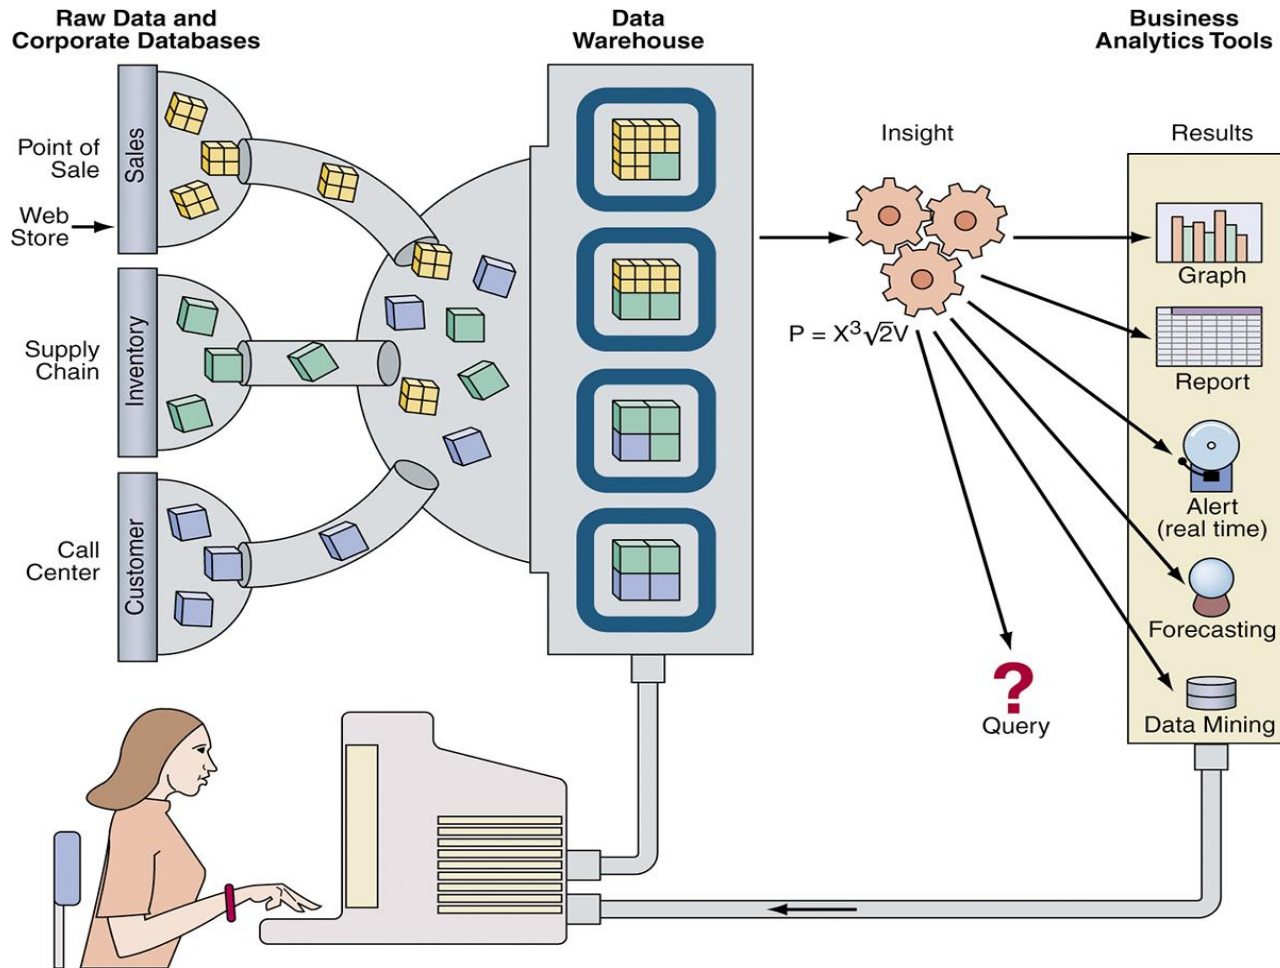 Raw Data and
Corporate Databases
Data
Warehouse
Business
Analytics Tools
Point of
Sale
Web
Store
Sales
Supply
Chain
Inventory
Call
Center
Customer
Insight
P = X³√2V
Results
Graph
Report
Alert
(real time)
Forecasting
Data Mining
?
Query